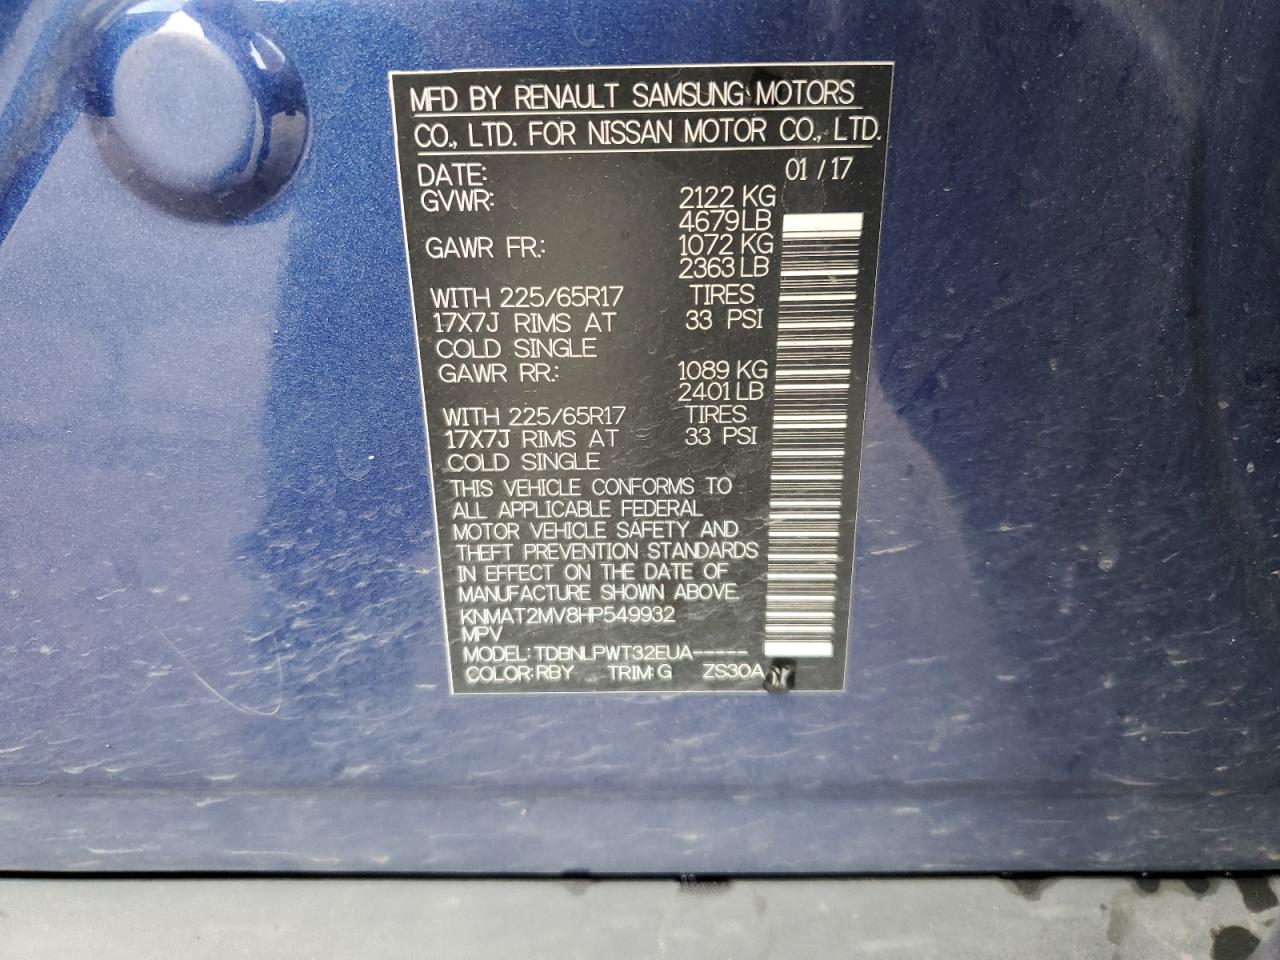 MFD BY RENAULT SAMSUNG MOTORS
CO., LTD. FOR NISSAN MOTOR CO., LTD.
DATE: 01 / 17
GVWR: 2122 KG
4679 LB
GAWR FR.: 1072 KG
2363 LB
WITH 225/65R17 TIRES
17X7J RIMS AT 33 PSI
COLD SINGLE
GAWR RR.: 1089 KG
2401 LB
WITH 225/65R17 TIRES
17X7J RIMS AT 33 PSI
COLD SINGLE
THIS VEHICLE CONFORMS TO
ALL APPLICABLE FEDERAL
MOTOR VEHICLE SAFETY AND
THEFT PREVENTION STANDARDS
IN EFFECT ON THE DATE OF
MANUFACTURE SHOWN ABOVE.
KNMAT2MV8HP549932
MPV
MODEL: TDBNLPWT32EUA-----
COLOR: RBY TRIM: G ZS30A